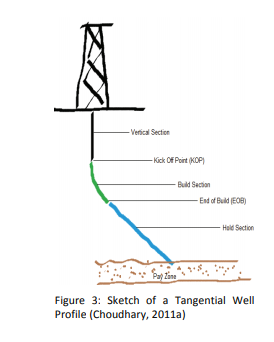 Vertical Section
Kick Off Point (KOP)
Build Section
End of Build (EOB)
Hold Section
Pay Zone
Figure 3: Sketch of a Tangential Well
Profile (Choudhary, 2011a)